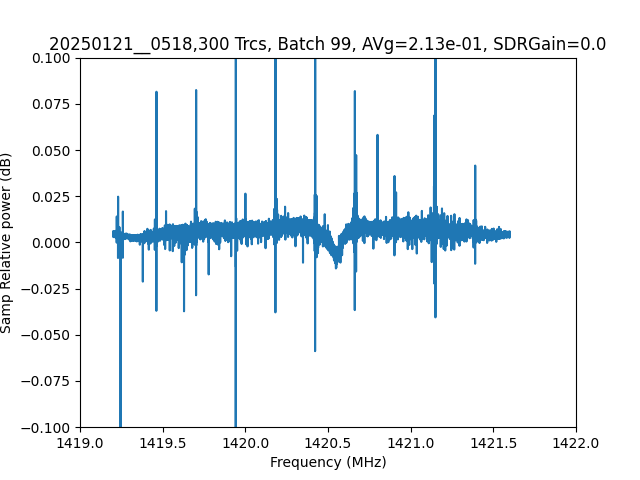 20250121__0518,300 Trcs, Batch 99, AVg=2.13e-01, SDRGain=0.0
Samp Relative power (dB)
0.100
0.075
0.050
0.025
0.000
−0.025
−0.050
−0.075
−0.100
1419.0 1419.5 1420.0 1420.5 1421.0 1421.5 1422.0
Frequency (MHz)